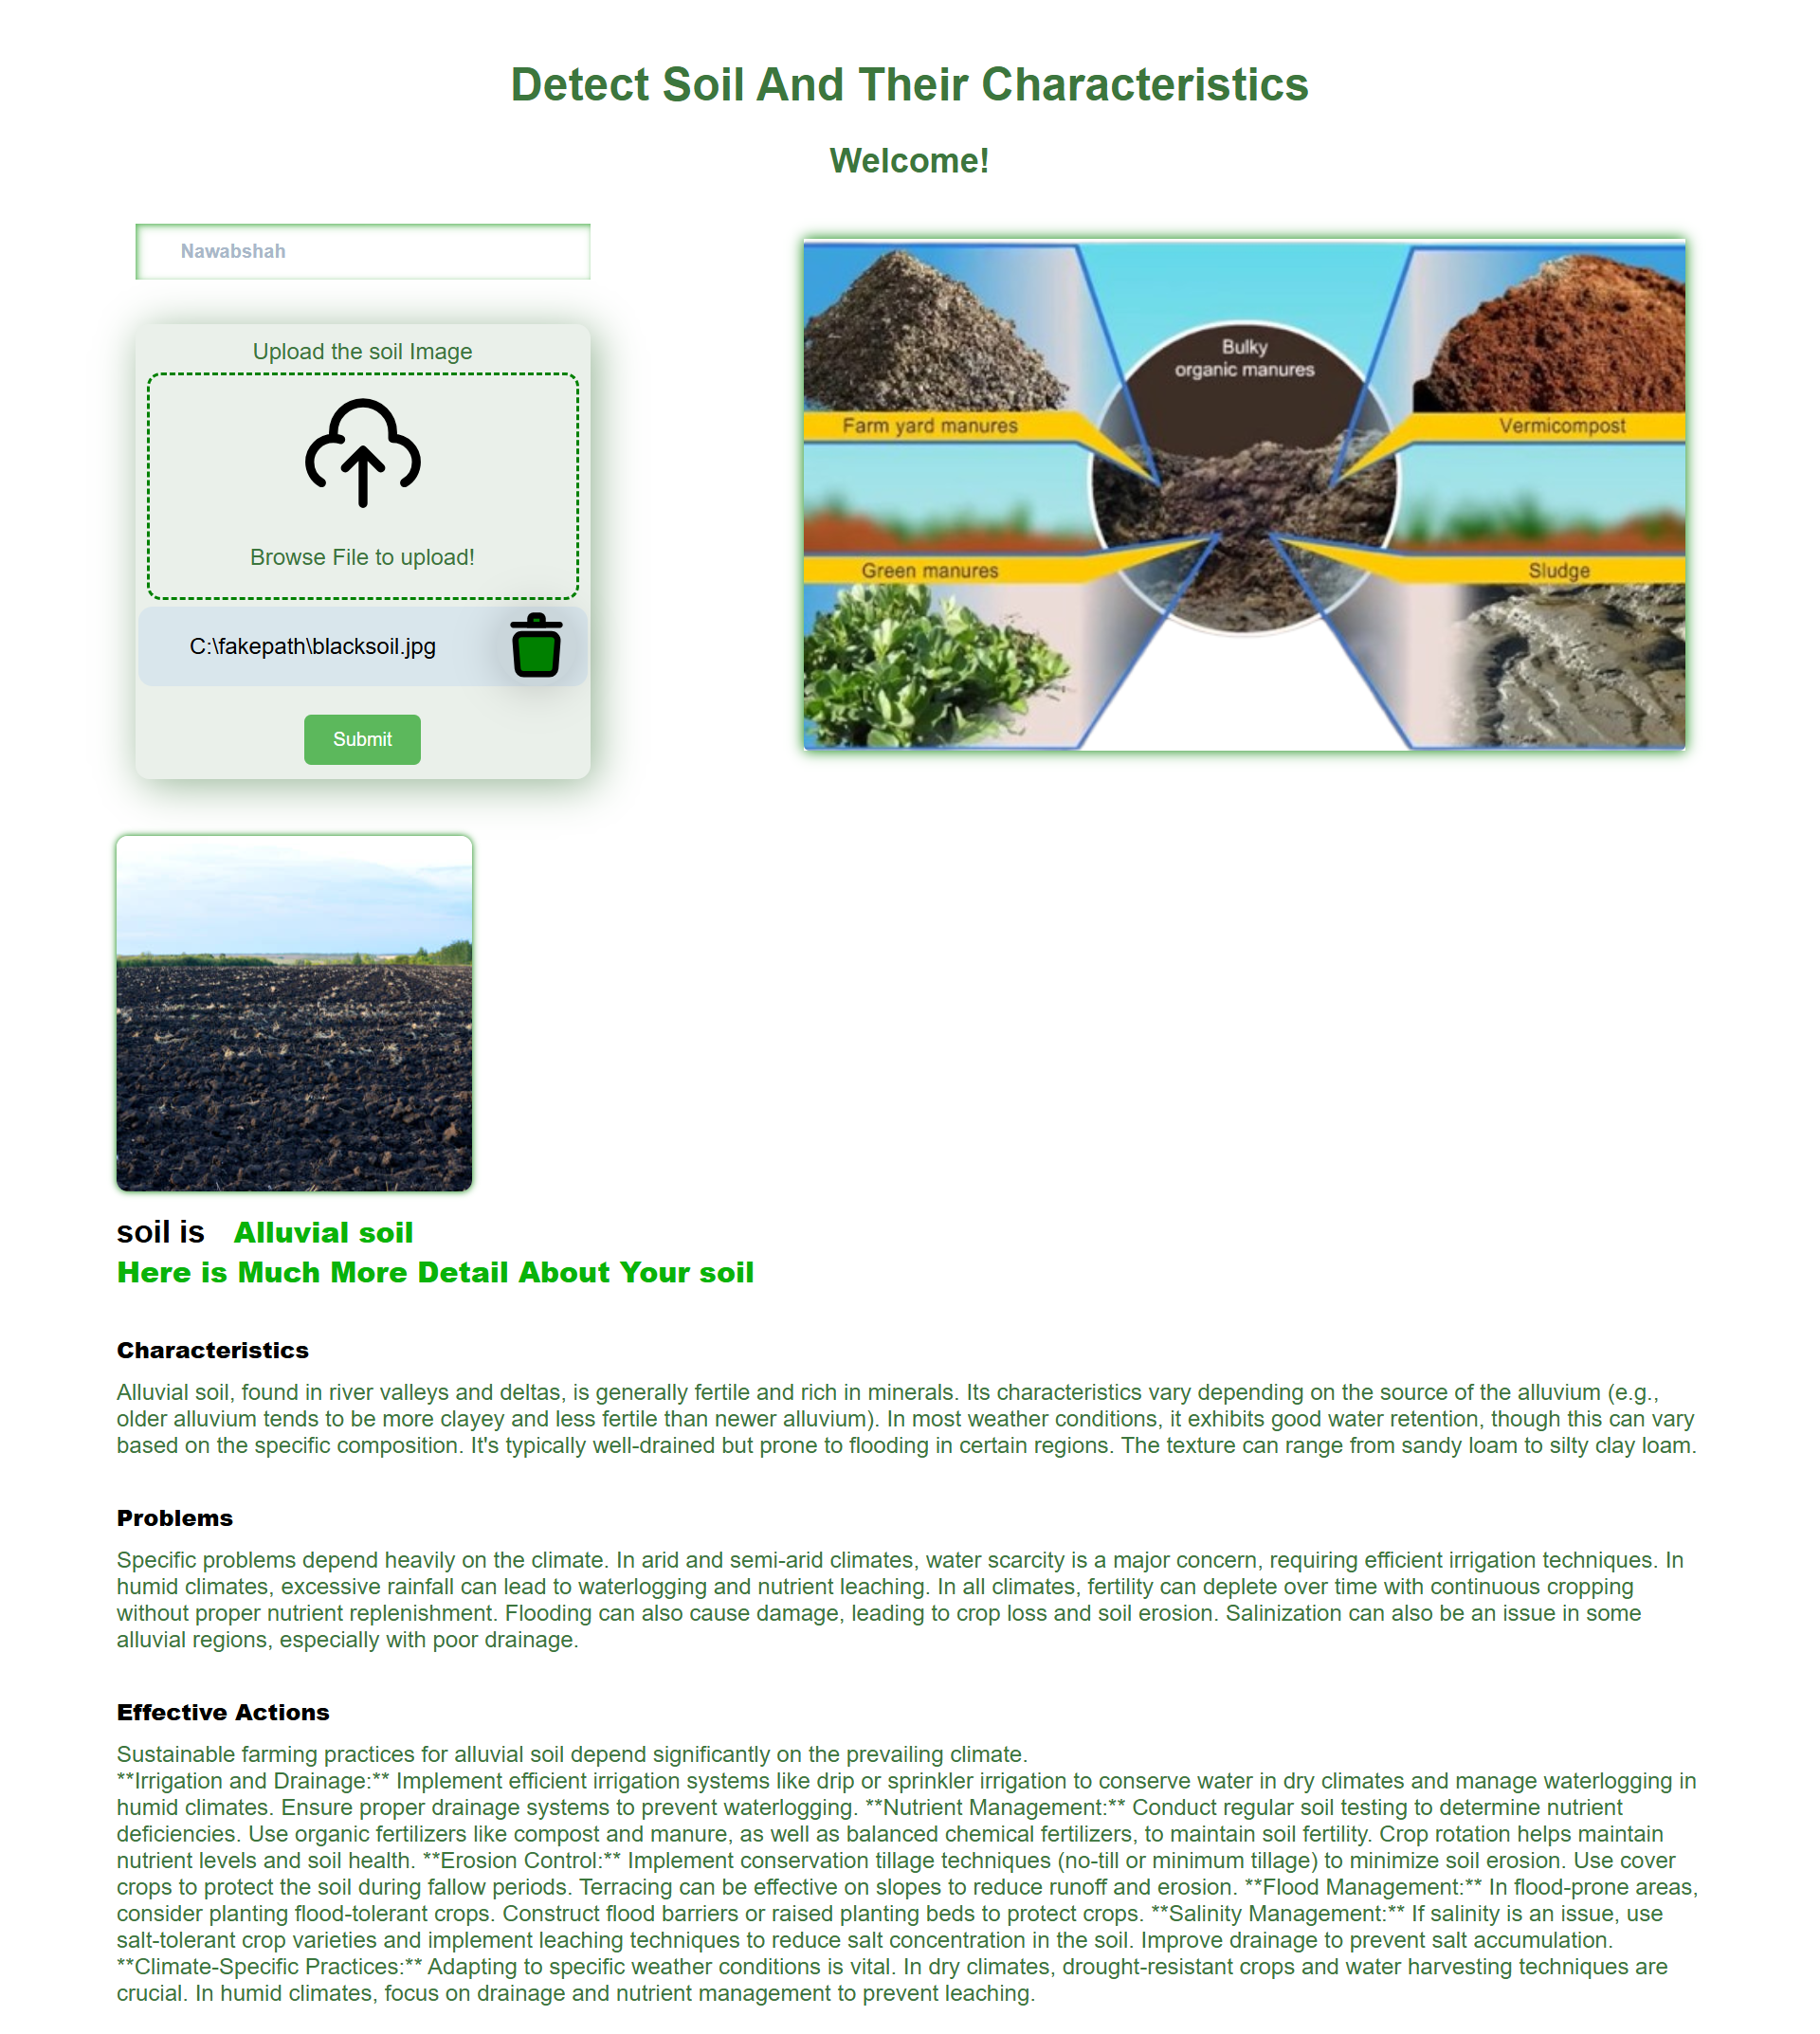 Detect Soil And Their Characteristics
Welcome!
Nawabshah
Upload the soil Image
Browse File to upload!
C:\fakepath\blacksoil.jpg
Submit
Bulky
organic manures
Farm yard manures
Vermicompost
Green manures
Sludge
soil is Alluvial soil
Here is Much More Detail About Your soil
Characteristics
Alluvial soil, found in river valleys and deltas, is generally fertile and rich in minerals. Its characteristics vary depending on the source of the alluvium (e.g.,
older alluvium tends to be more clayey and less fertile than newer alluvium). In most weather conditions, it exhibits good water retention, though this can vary
based on the specific composition. It's typically well-drained but prone to flooding in certain regions. The texture can range from sandy loam to silty clay loam.
Problems
Specific problems depend heavily on the climate. In arid and semi-arid climates, water scarcity is a major concern, requiring efficient irrigation techniques. In
humid climates, excessive rainfall can lead to waterlogging and nutrient leaching. In all climates, fertility can deplete over time with continuous cropping
without proper nutrient replenishment. Flooding can also cause damage, leading to crop loss and soil erosion. Salinization can also be an issue in some
alluvial regions, especially with poor drainage.
Effective Actions
Sustainable farming practices for alluvial soil depend significantly on the prevailing climate.
**Irrigation and Drainage:** Implement efficient irrigation systems like drip or sprinkler irrigation to conserve water in dry climates and manage waterlogging in
humid climates. Ensure proper drainage systems to prevent waterlogging. **Nutrient Management:** Conduct regular soil testing to determine nutrient
deficiencies. Use organic fertilizers like compost and manure, as well as balanced chemical fertilizers, to maintain soil fertility. Crop rotation helps maintain
nutrient levels and soil health. **Erosion Control:** Implement conservation tillage techniques (no-till or minimum tillage) to minimize soil erosion. Use cover
crops to protect the soil during fallow periods. Terracing can be effective on slopes to reduce runoff and erosion. **Flood Management:** In flood-prone areas,
consider planting flood-tolerant crops. Construct flood barriers or raised planting beds to protect crops. **Salinity Management:** If salinity is an issue, use
salt-tolerant crop varieties and implement leaching techniques to reduce salt concentration in the soil. Improve drainage to prevent salt accumulation.
**Climate-Specific Practices:** Adapting to specific weather conditions is vital. In dry climates, drought-resistant crops and water harvesting techniques are
crucial. In humid climates, focus on drainage and nutrient management to prevent leaching.